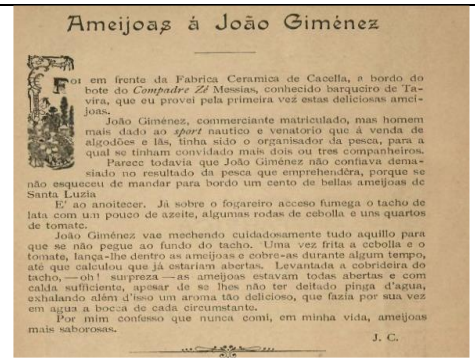 Ameijoas á João Giménez
Foi em frente da Fabrica Ceramica de Cacella, e bordo do
bote do Compadre Zé Messias, conhecido barqueiro de Ta-
vira, que eu provei pela primeira vez estas deliciosas amei-
joas.
João Giménez, commerciante matriculado, mas homem
mais dado ao sport nautico e venatorio que á venda de
algodões e lãs, tinha sido o organisador da pesca, para a
qual se tinham convidado mais dois ou tres companheiros.
Parece todavia que João Giménez não confiava dema-
siado no resultado da pesca que emprehendêra, porque se
não esqueceu de mandar para bordo um cento de bellas ameijoas de
Santa Luzia
E' ao anoitecer. Já sobre o fogareiro acceso fumega o tacho de
lata com um pouco de azeite, algumas rodas de cebolla e uns quartos
de tomate.
João Giménez vae mechendo cuidadosamente tudo aquillo para
que se não pegue ao fundo do tacho. Uma vez frita a cebolla e o
tomate, lança-lhe dentro as ameijoas e cobre-as durante algum tempo,
até que calculou que já estariam abertas. Levantada a cobrideira do
tacho, —oh! surpreza —as ameijoas estavam todas abertas e com
calda sufficiente, apesar de se lhes não ter deitado pinga d'agua,
exhalando além d'isso um aroma tão delicioso, que fazia por sua vez
em agua a bocca de cada circumstante.
Por mim confesso que nunca comi, em minha vida, ameijoas
mais saborosas.
J. C.